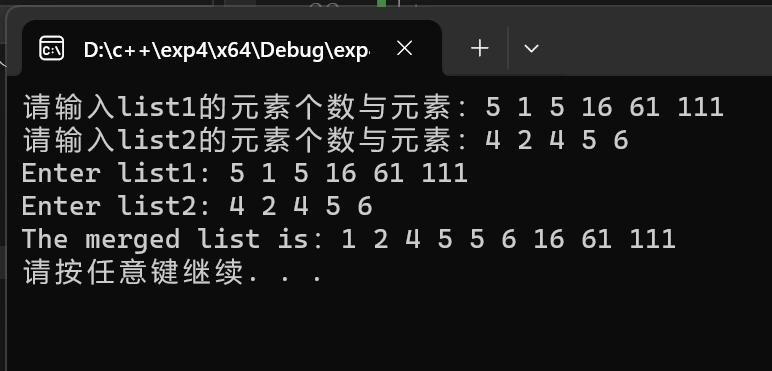 D:\c++\exp4\x64\Debug\exp
请输入list1的元素个数与元素：5 1 5 16 61 111
请输入list2的元素个数与元素：4 2 4 5 6
Enter list1: 5 1 5 16 61 111
Enter list2: 4 2 4 5 6
The merged list is：1 2 4 5 5 6 16 61 111
请按任意键继续. . .